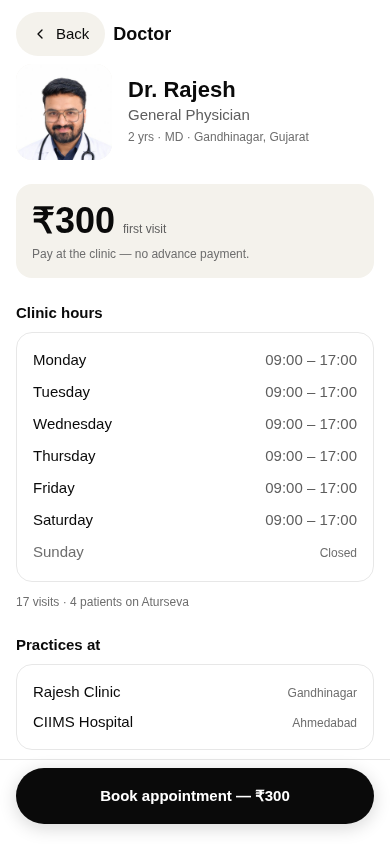 Back Doctor
Dr. Rajesh
General Physician
2 yrs · MD · Gandhinagar, Gujarat
₹300 first visit
Pay at the clinic — no advance payment.
Clinic hours
Monday 09:00 – 17:00
Tuesday 09:00 – 17:00
Wednesday 09:00 – 17:00
Thursday 09:00 – 17:00
Friday 09:00 – 17:00
Saturday 09:00 – 17:00
Sunday Closed
17 visits · 4 patients on Aturseva
Practices at
Rajesh Clinic Gandhinagar
CIIMS Hospital Ahmedabad
Book appointment — ₹300